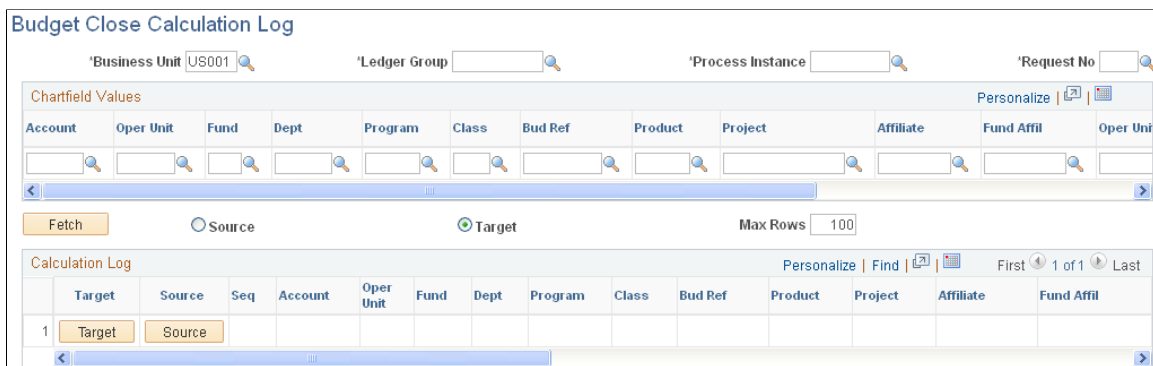 Budget Close Calculation Log
*Business Unit US001 *Ledger Group *Process Instance *Request No
Chartfield Values Personalize | |
Account Oper Unit Fund Dept Program Class Bud Ref Product Project Affiliate Fund Affil Oper Uni
Fetch Source Target Max Rows 100
Calculation Log Personalize | Find | | First 1 of 1 Last
Target Source Seq Account Oper Unit Fund Dept Program Class Bud Ref Product Project Affiliate Fund Affil
1 Target Source